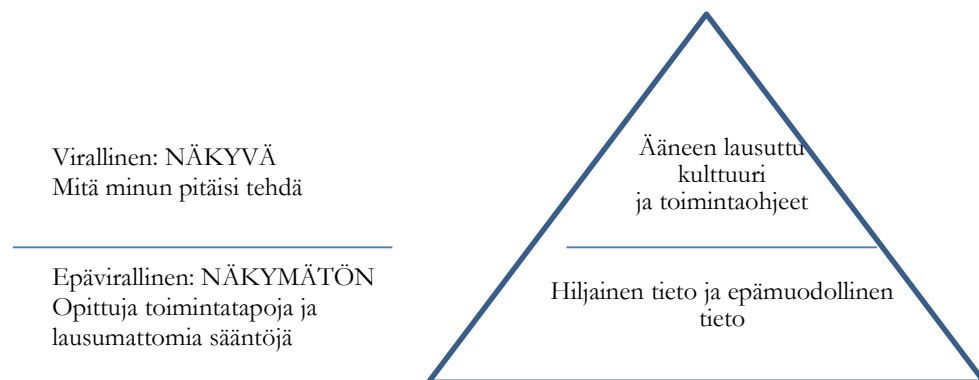 Virallinen: NÄKYVÄ
Mitä minun pitäisi tehdä
Ääneen lausuttu
kulttuuri
ja toimintaohjeet
Epävirallinen: NÄKYMÄTÖN
Opittuja toimintatapoja ja
lausumattomia sääntöjä
Hiljainen tieto ja epämuodollinen
tieto